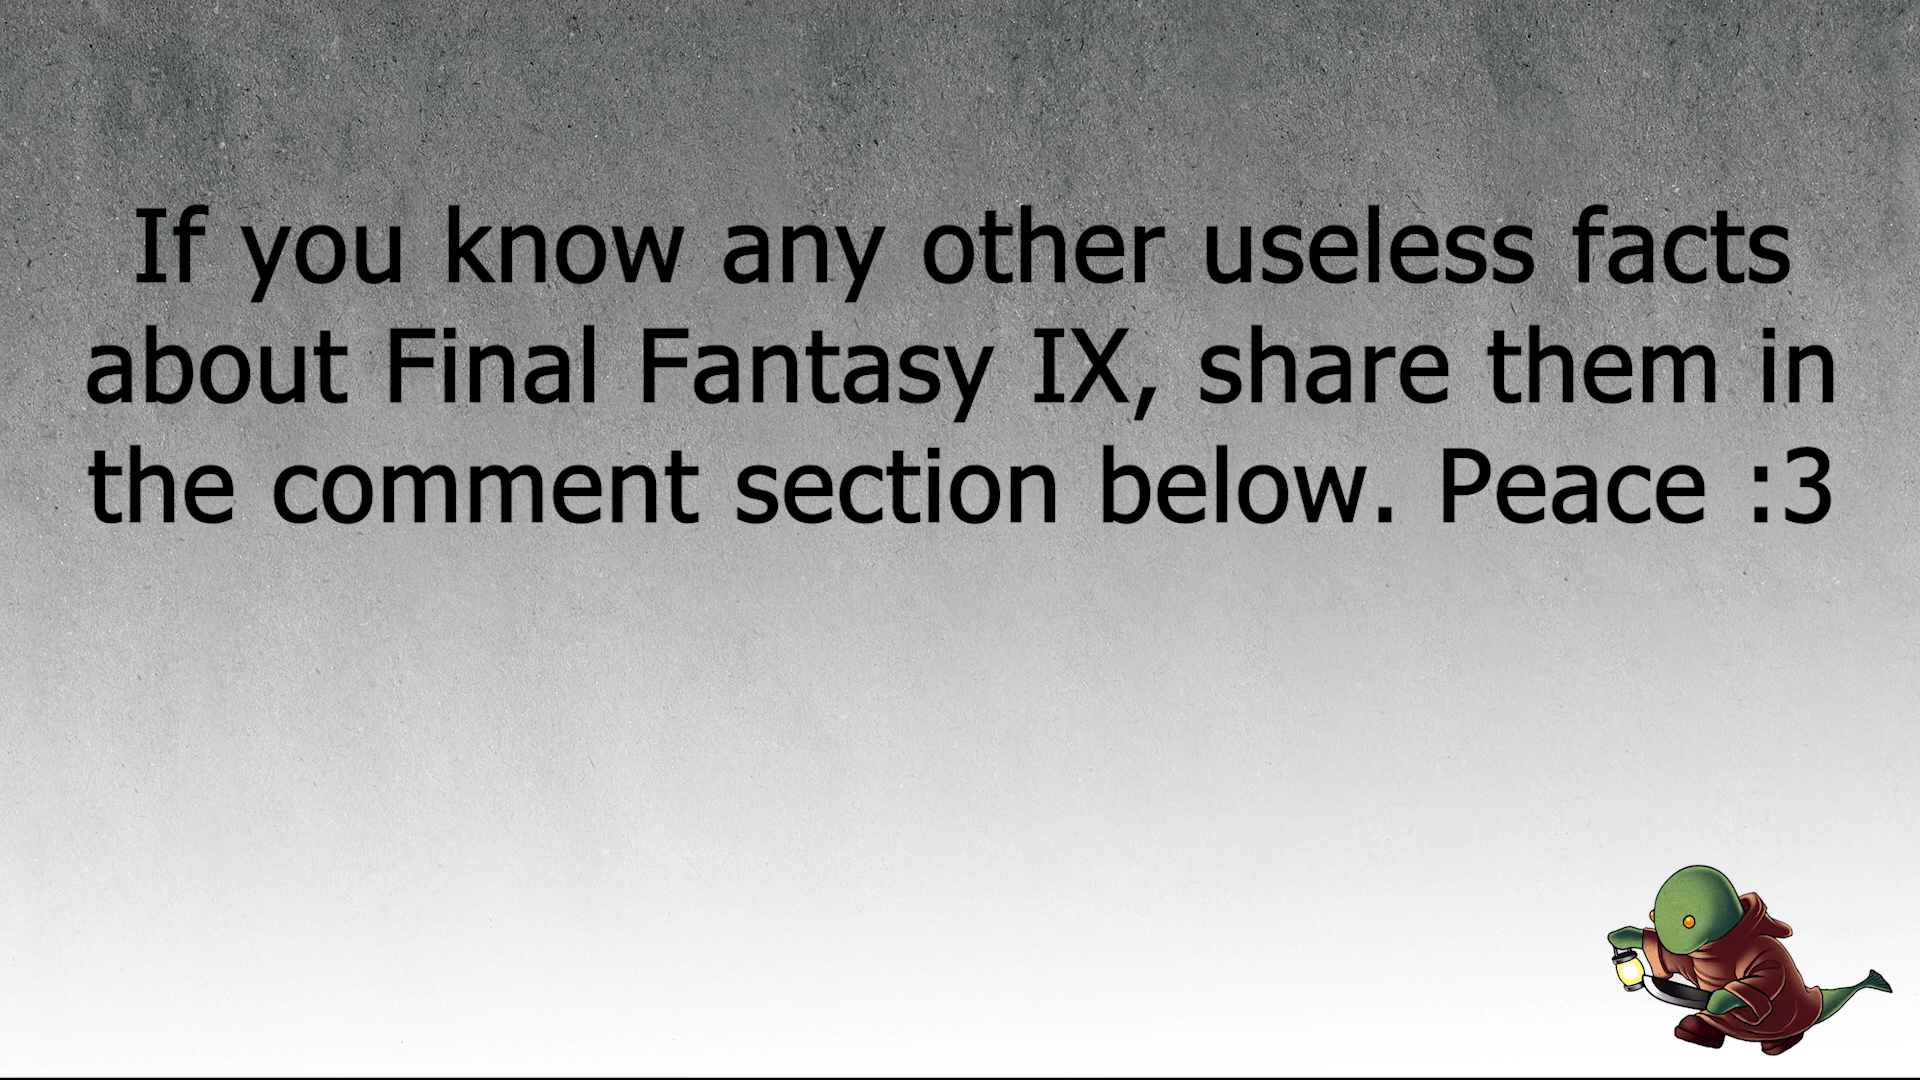 If you know any other useless facts
about Final Fantasy IX, share them in
the comment section below. Peace :3